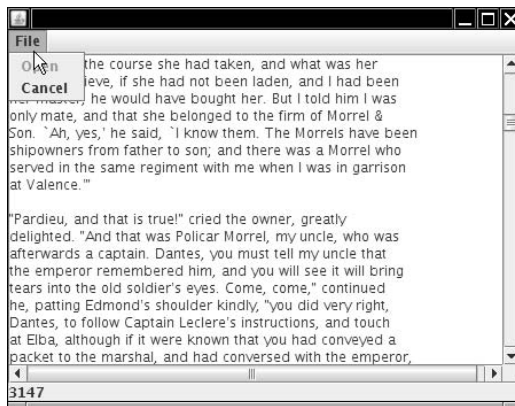 File
Open
Cancel
the course she had taken, and what was her
ieve, if she had not been laden, and I had been
her master, he would have bought her. But I told him I was
only mate, and that she belonged to the firm of Morrel &
Son. `Ah, yes,' he said, `I know them. The Morrels have been
shipowners from father to son; and there was a Morrel who
served in the same regiment with me when I was in garrison
at Valence.'"
"Pardieu, and that is true!" cried the owner, greatly
delighted. "And that was Policar Morrel, my uncle, who was
afterwards a captain. Dantes, you must tell my uncle that
the emperor remembered him, and you will see it will bring
tears into the old soldier's eyes. Come, come," continued
he, patting Edmond's shoulder kindly, "you did very right,
Dantes, to follow Captain Leclere's instructions, and touch
at Elba, although if it were known that you had conveyed a
packet to the marshal, and had conversed with the emperor,
3147